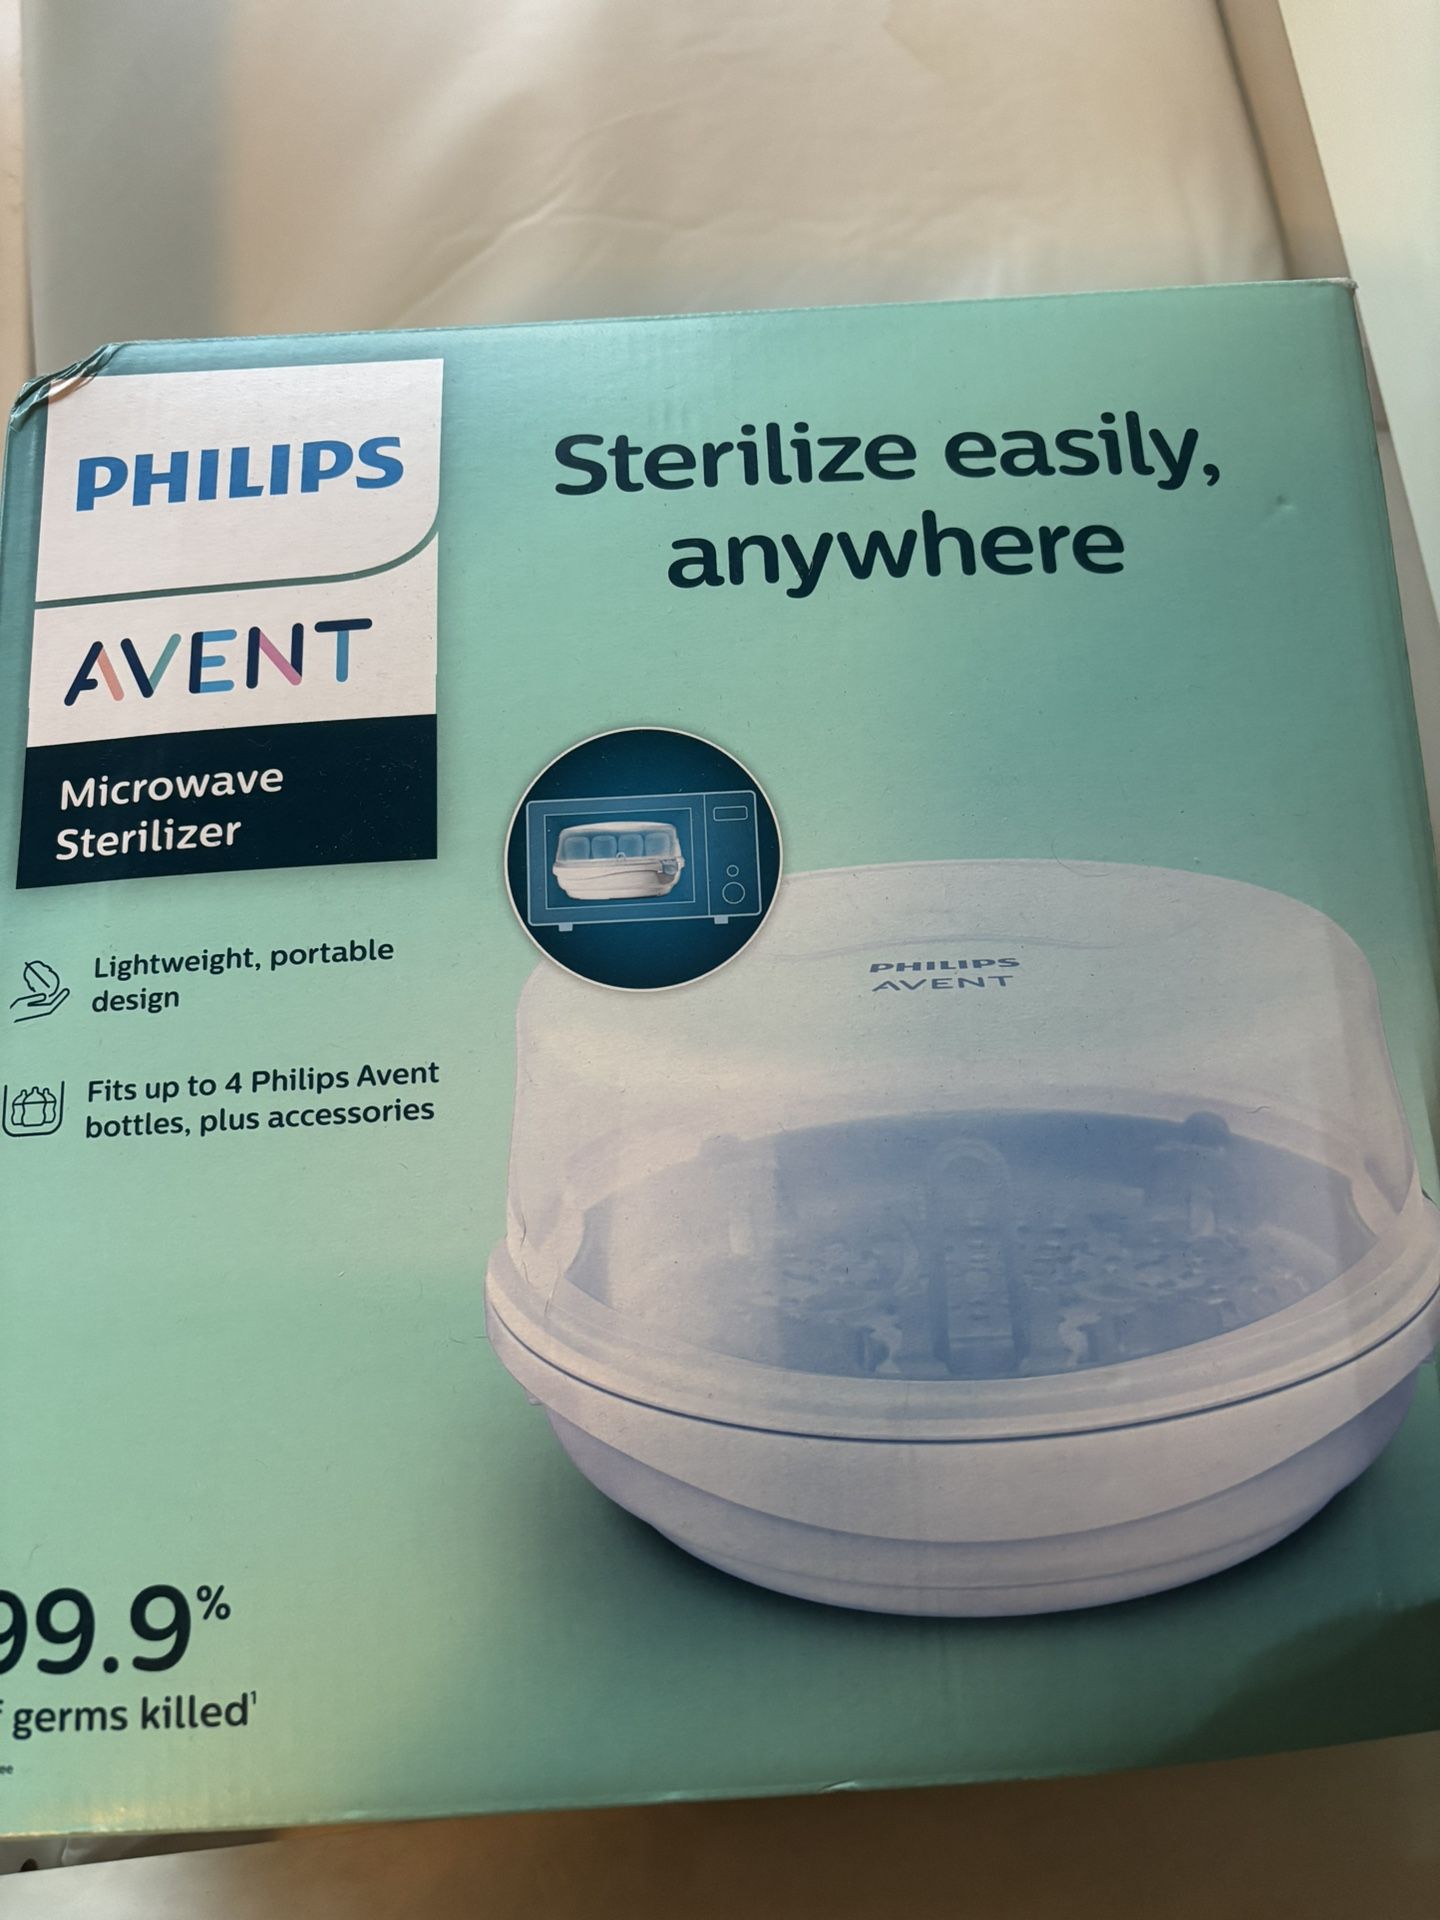 PHILIPS
AVENT
Microwave
Sterilizer
Sterilize easily,
anywhere
Lightweight, portable
design
Fits up to 4 Philips Avent
bottles, plus accessories
PHILIPS
AVENT
99.9%
germs killed¹